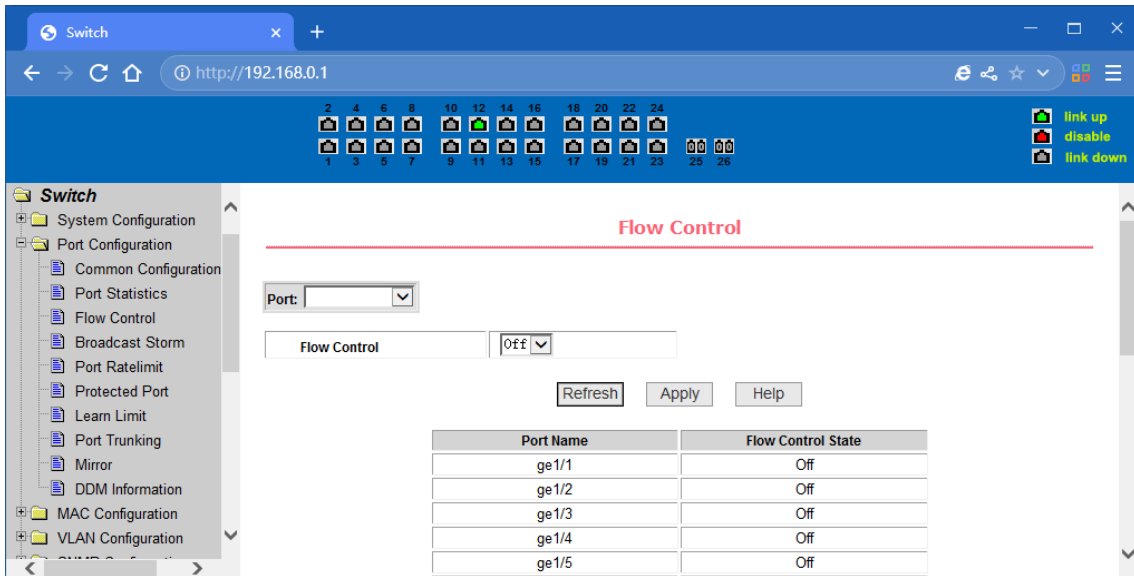 Switch
http://192.168.0.1
2 4 6 8 10 12 14 16 18 20 22 24
1 3 5 7 9 11 13 15 17 19 21 23 25 26
link up
disable
link down
Switch
System Configuration
Port Configuration
Common Configuration
Port Statistics
Flow Control
Broadcast Storm
Port Ratelimit
Protected Port
Learn Limit
Port Trunking
Mirror
DDM Information
MAC Configuration
VLAN Configuration
Flow Control
Port:
Flow Control Off
Refresh Apply Help
Port Name Flow Control State
ge1/1 Off
ge1/2 Off
ge1/3 Off
ge1/4 Off
ge1/5 Off